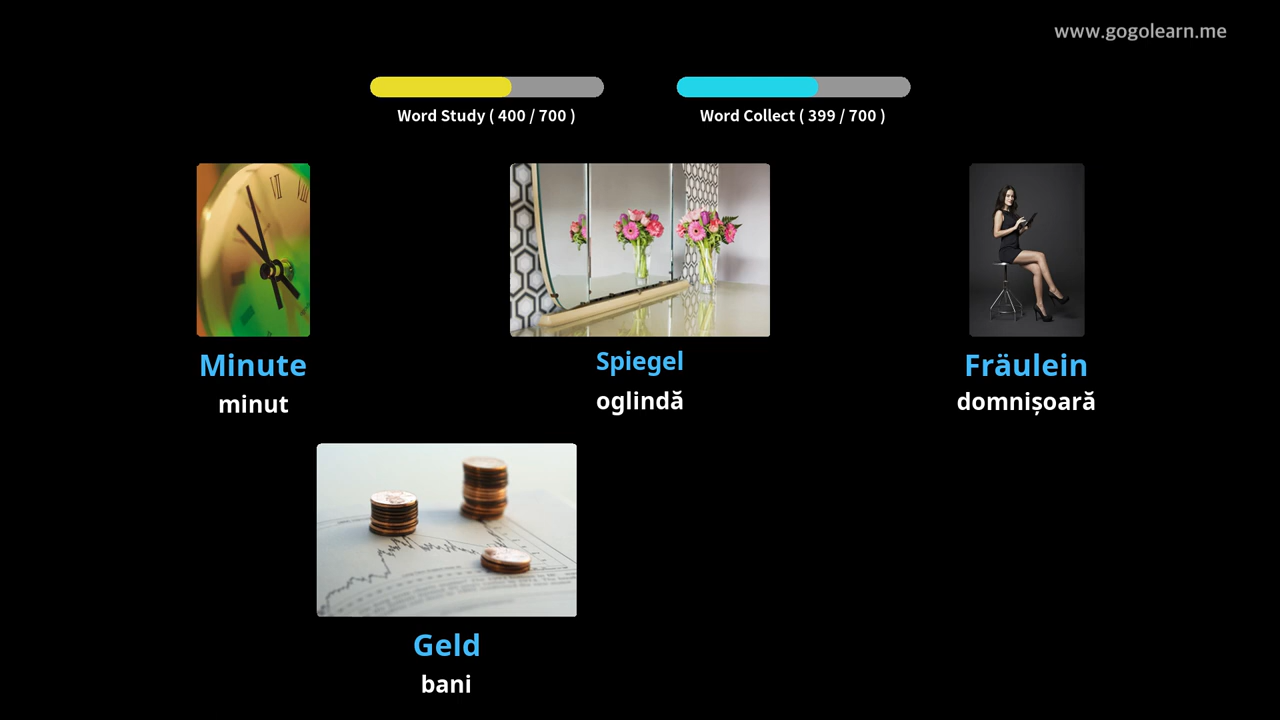 www.gogolearn.me
Word Study ( 400 / 700 )
Word Collect ( 399 / 700 )
Minute
minut
Spiegel
oglindă
Fräulein
domnișoară
Geld
bani